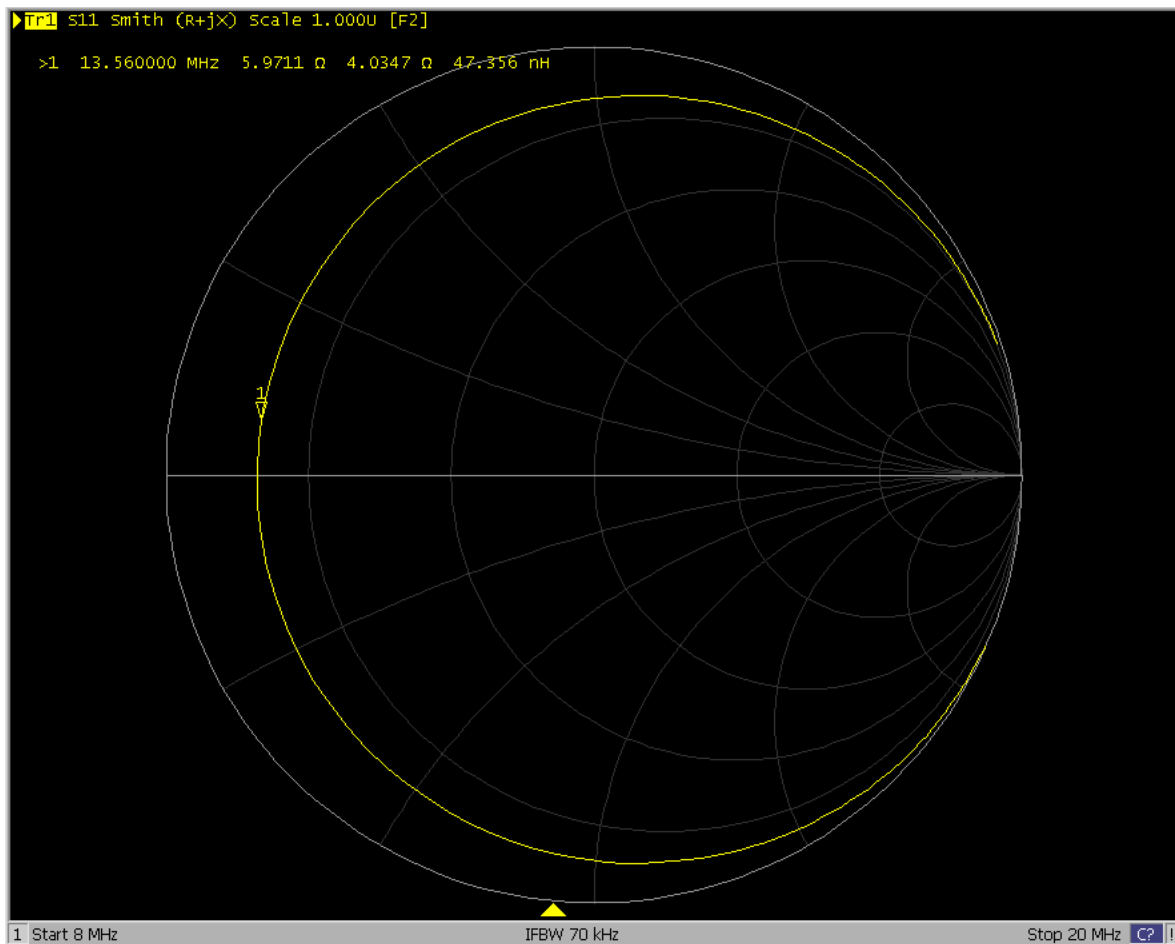 Tr1 S11 Smith (R+jX) Scale 1.000U [F2]
>1 13.560000 MHz 5.9711 Ω 4.0347 Ω 47.356 nH
1
1 Start 8 MHz IFBW 70 kHz Stop 20 MHz C? !